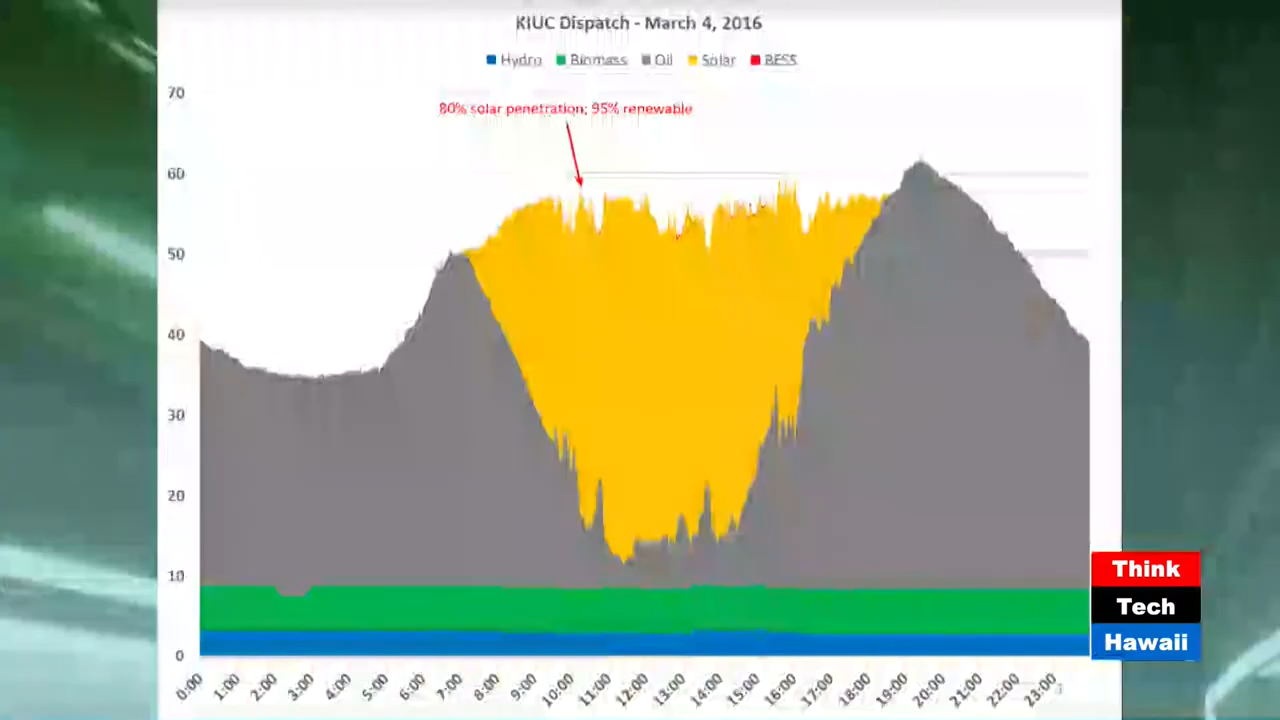 KIUC Dispatch - March 4, 2016
Hydro Biomass Oil Solar BESS
80% solar penetration; 95% renewable
70
60
50
40
30
20
10
0
0:00 1:00 2:00 3:00 4:00 5:00 6:00 7:00 8:00 9:00 10:00 11:00 12:00 13:00 14:00 15:00 16:00 17:00 18:00 19:00 20:00 21:00 22:00 23:00
Think
Tech
Hawaii